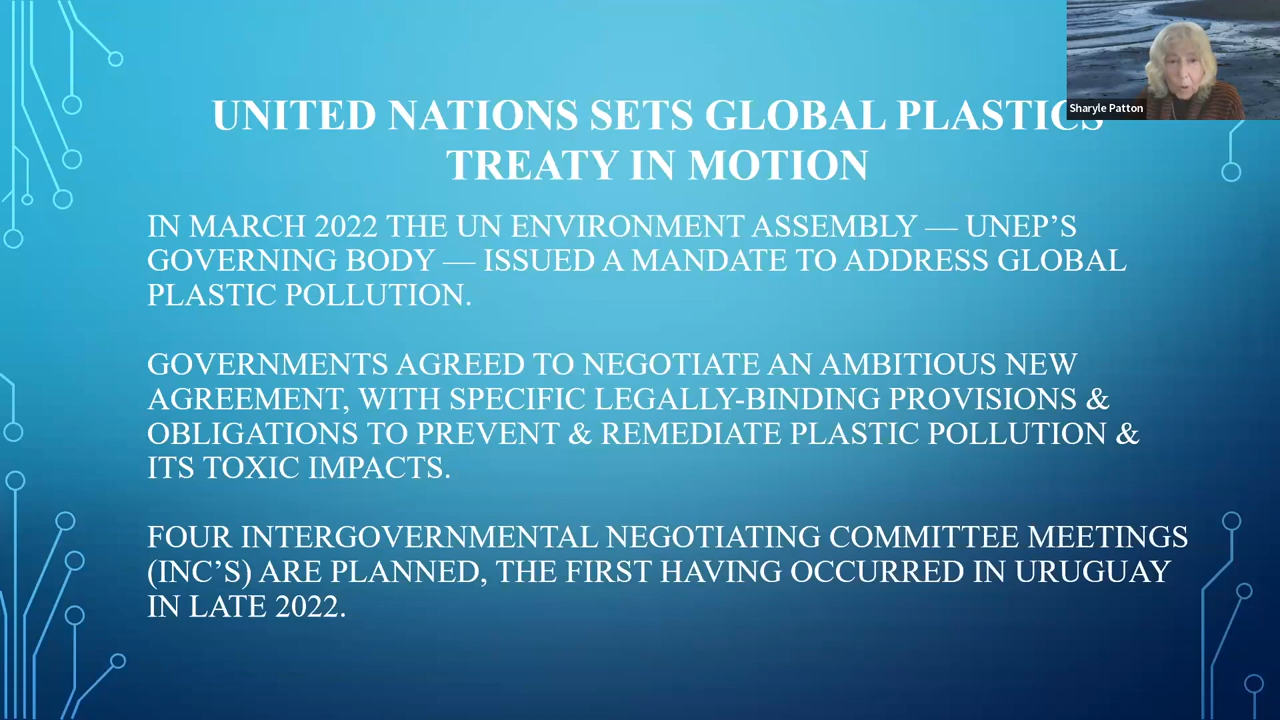 Sharyle Patton
UNITED NATIONS SETS GLOBAL PLASTICS
TREATY IN MOTION
IN MARCH 2022 THE UN ENVIRONMENT ASSEMBLY — UNEP’S
GOVERNING BODY — ISSUED A MANDATE TO ADDRESS GLOBAL
PLASTIC POLLUTION.
GOVERNMENTS AGREED TO NEGOTIATE AN AMBITIOUS NEW
AGREEMENT, WITH SPECIFIC LEGALLY-BINDING PROVISIONS &
OBLIGATIONS TO PREVENT & REMEDIATE PLASTIC POLLUTION &
ITS TOXIC IMPACTS.
FOUR INTERGOVERNMENTAL NEGOTIATING COMMITTEE MEETINGS
(INC’S) ARE PLANNED, THE FIRST HAVING OCCURRED IN URUGUAY
IN LATE 2022.